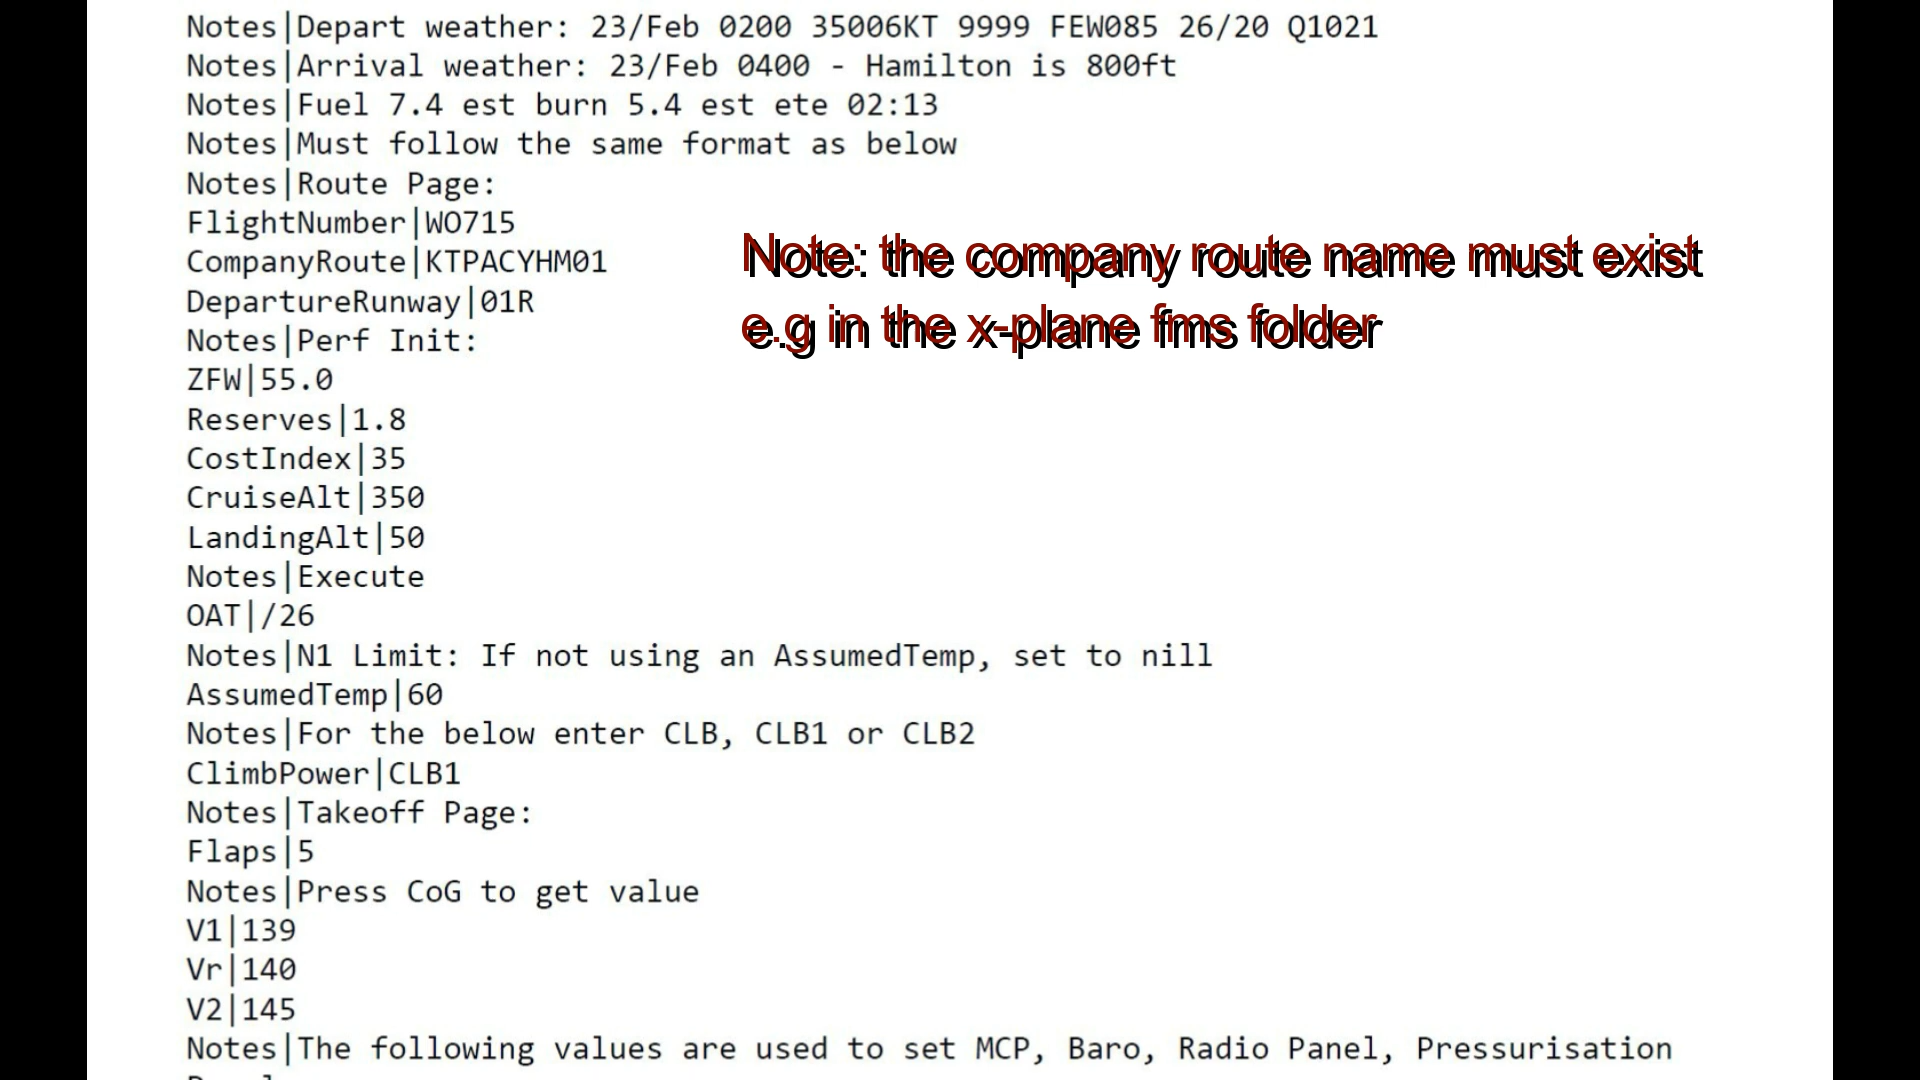 Notes|Depart weather: 23/Feb 0200 35006KT 9999 FEW085 26/20 Q1021
Notes|Arrival weather: 23/Feb 0400 - Hamilton is 800ft
Notes|Fuel 7.4 est burn 5.4 est ete 02:13
Notes|Must follow the same format as below
Notes|Route Page:
FlightNumber|WO715
CompanyRoute|KTPACYHM01
Note: the company route name must exist
e.g in the x-plane fms folder
DepartureRunway|01R
Notes|Perf Init:
ZFW|55.0
Reserves|1.8
CostIndex|35
CruiseAlt|350
LandingAlt|50
Notes|Execute
OAT|/26
Notes|N1 Limit: If not using an AssumedTemp, set to nill
AssumedTemp|60
Notes|For the below enter CLB, CLB1 or CLB2
ClimbPower|CLB1
Notes|Takeoff Page:
Flaps|5
Notes|Press CoG to get value
V1|139
Vr|140
V2|145
Notes|The following values are used to set MCP, Baro, Radio Panel, Pressurisation